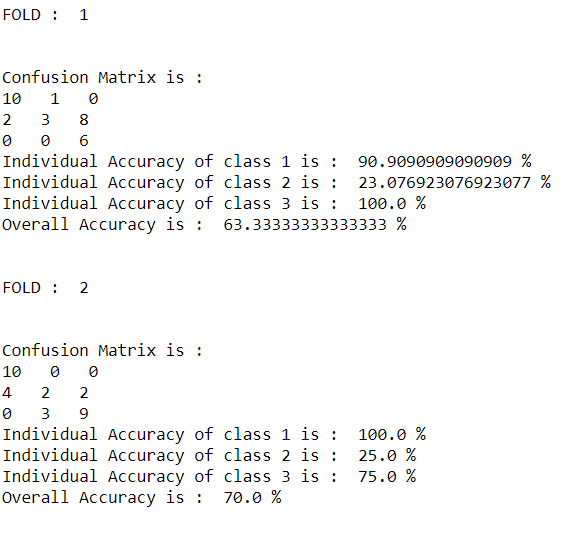 FOLD :  1
Confusion Matrix is :
10   1   0
2   3   8
0   0   6
Individual Accuracy of class 1 is :  90.9090909090909 %
Individual Accuracy of class 2 is :  23.076923076923077 %
Individual Accuracy of class 3 is :  100.0 %
Overall Accuracy is :  63.33333333333333 %
FOLD :  2
Confusion Matrix is :
10   0   0
4   2   2
0   3   9
Individual Accuracy of class 1 is :  100.0 %
Individual Accuracy of class 2 is :  25.0 %
Individual Accuracy of class 3 is :  75.0 %
Overall Accuracy is :  70.0 %